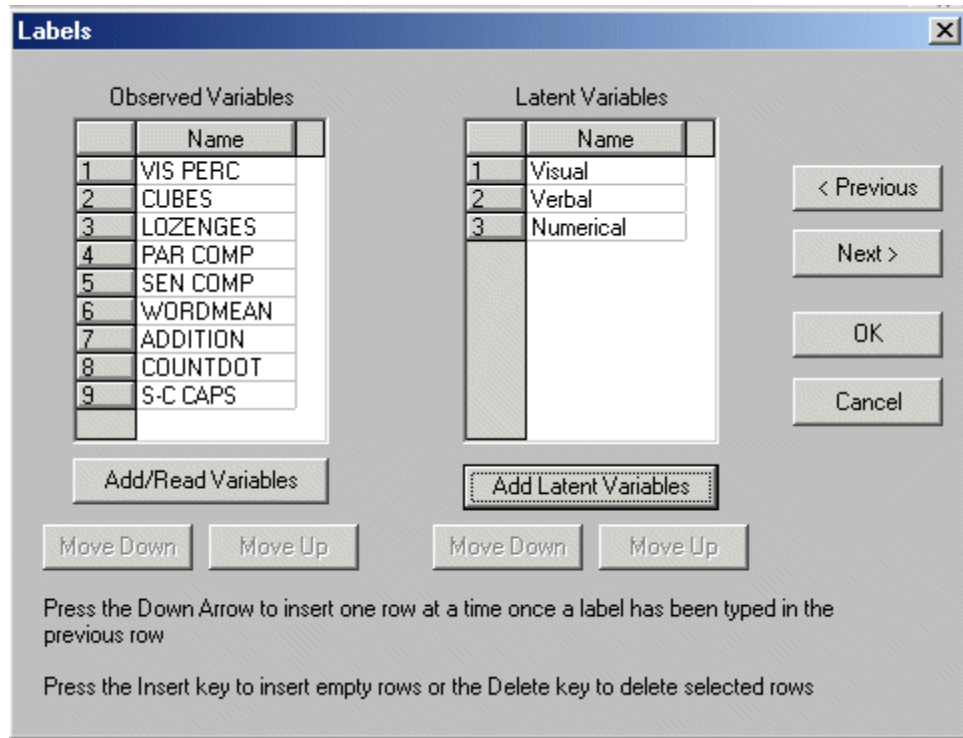 Labels
Observed Variables
Name
1 VIS PERC
2 CUBES
3 LOZENGES
4 PAR COMP
5 SEN COMP
6 WORDMEAN
7 ADDITION
8 COUNTDOT
9 S-C CAPS
Add/Read Variables
Move Down Move Up
Latent Variables
Name
1 Visual
2 Verbal
3 Numerical
Add Latent Variables
Move Down Move Up
< Previous
Next >
OK
Cancel
Press the Down Arrow to insert one row at a time once a label has been typed in the
previous row
Press the Insert key to insert empty rows or the Delete key to delete selected rows